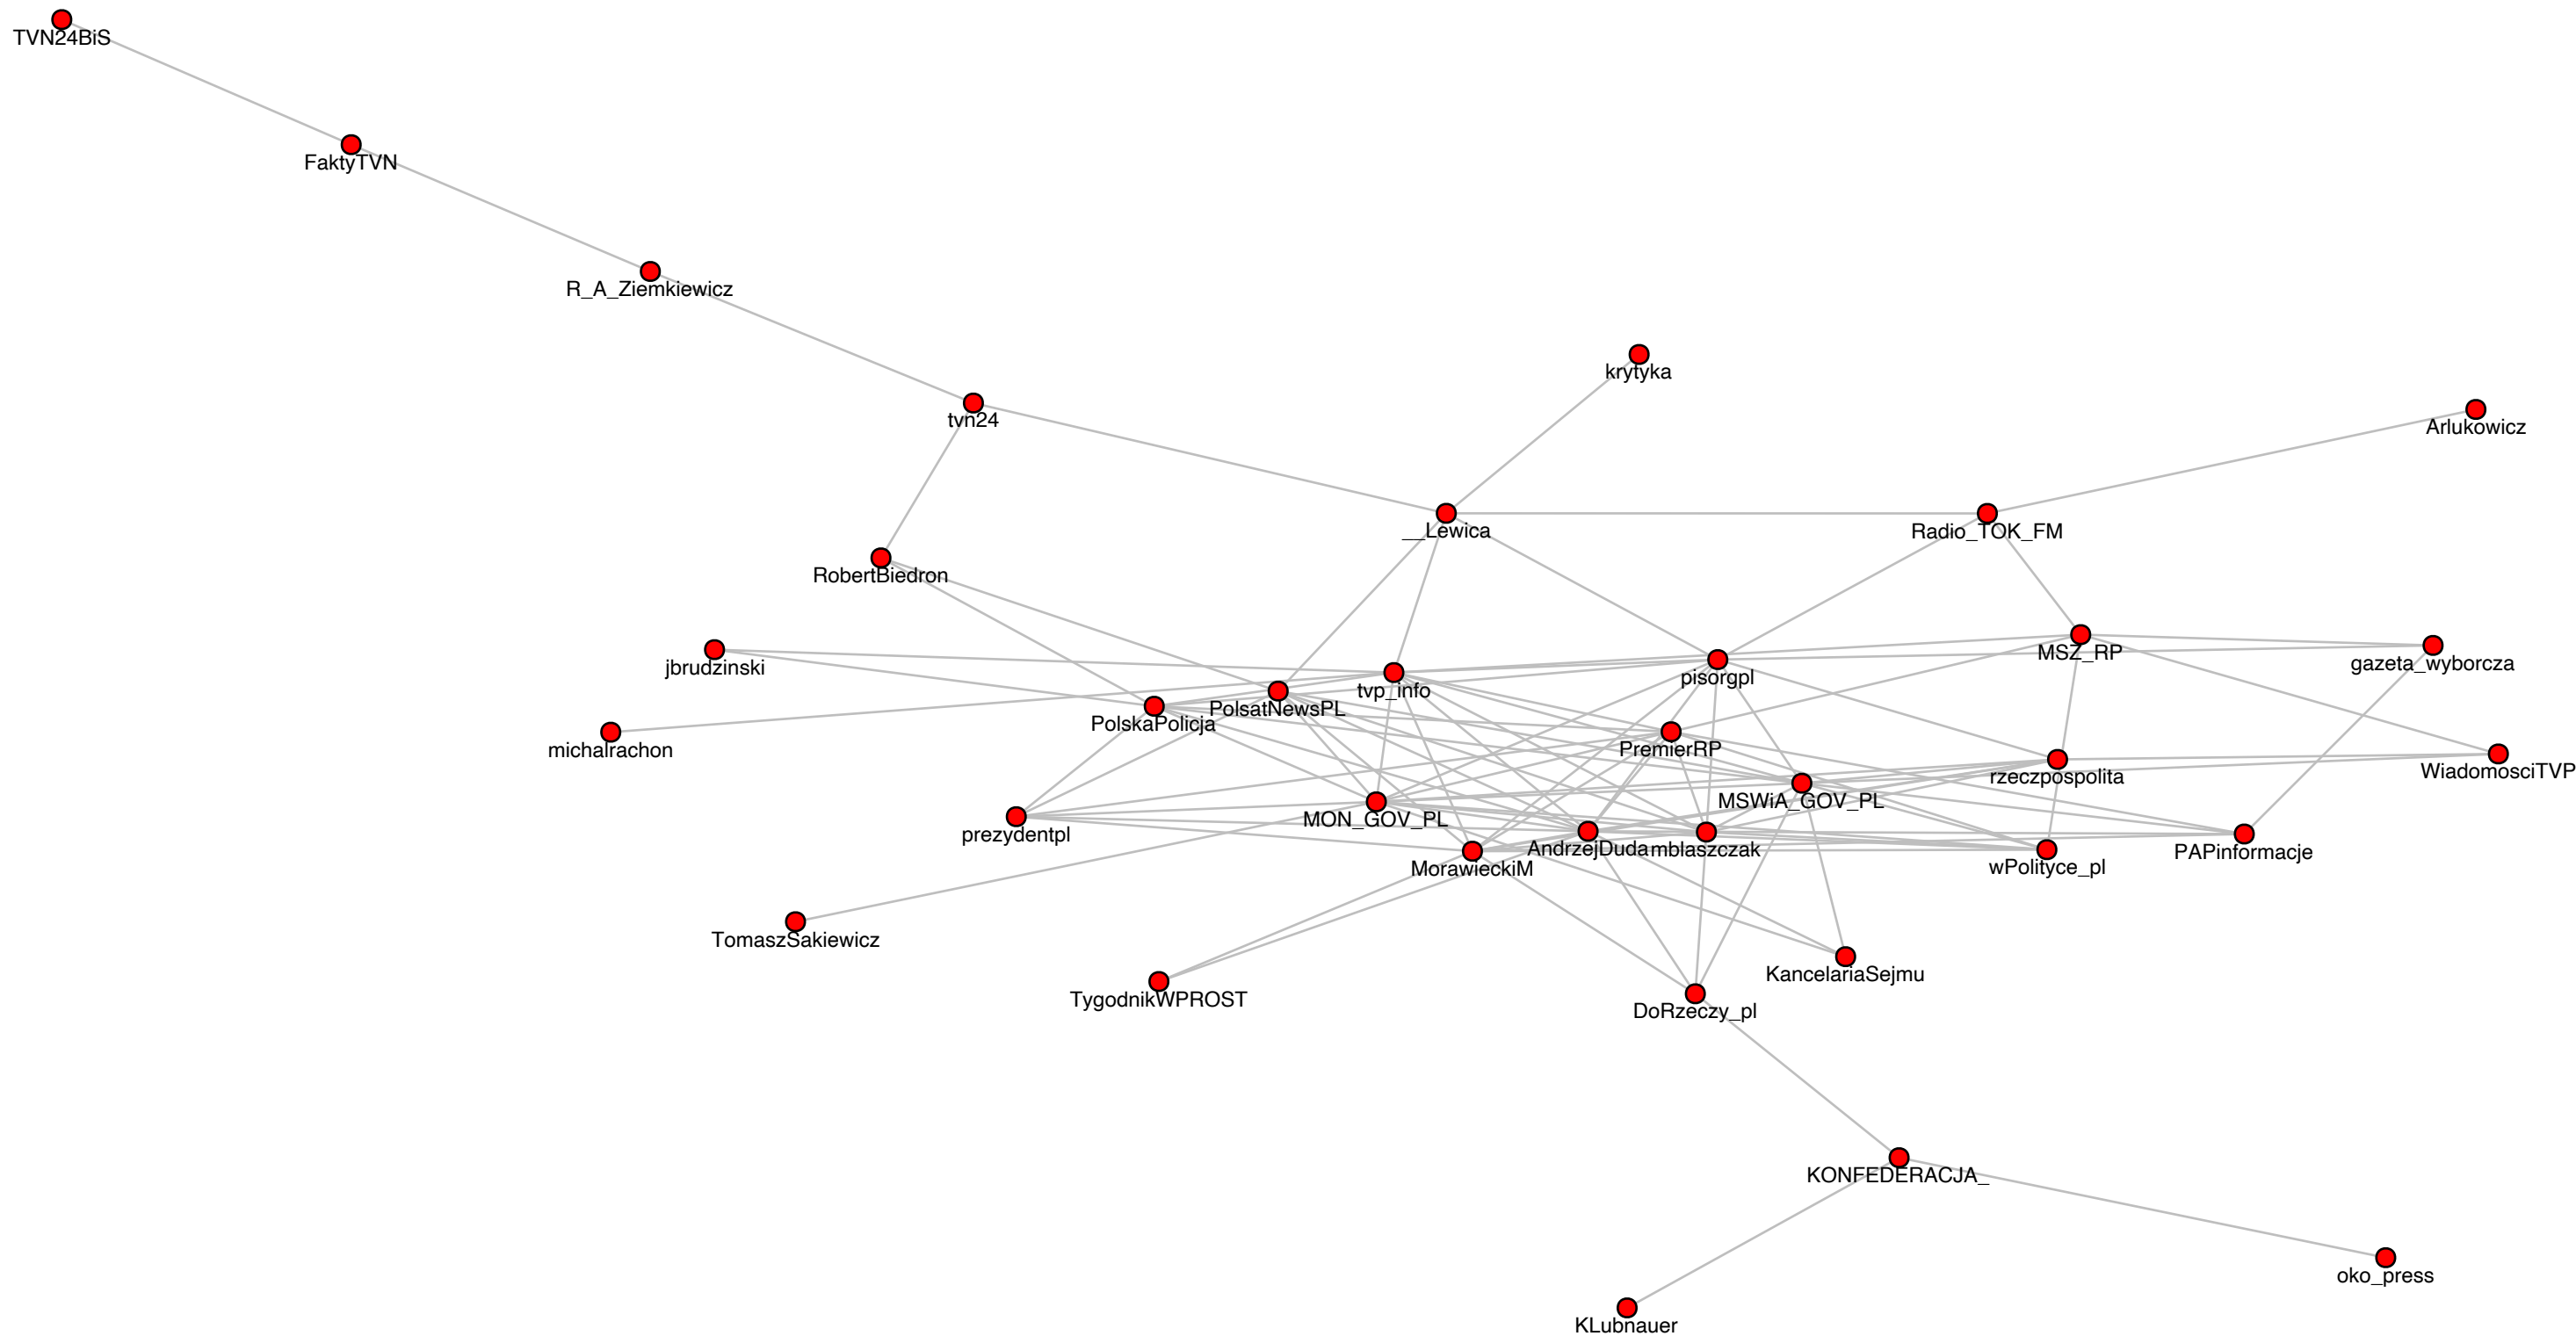 TVN24BiS
FaktyTVN
R_A_Ziemkiewicz
krytyka
tvn24
Arlukowicz
__Lewica
Radio_TOK_FM
RobertBiedron
jbrudzinski
MSZ_RP
gazeta_wyborcza
tvp_info
pisorgpl
PolsatNewsPL
PolskaPolicja
michalrachon
PremierRP
rzeczpospolita
WiadomosciTVP
MSWiA_GOV_PL
MON_GOV_PL
prezydentpl
AndrzejDuda
mblaszczak
PAPinformacje
MorawieckiM
wPolityce_pl
TomaszSakiewicz
KancelariaSejmu
TygodnikWPROST
DoRzeczy_pl
KONFEDERACJA_
oko_press
KLubnauer